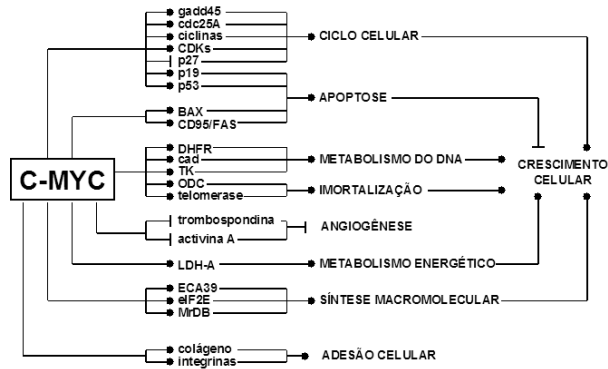 gadd45
cdc25A
ciclinas
CDKs
p27
p19
p53
CICLO CELULAR
BAX
CD95/FAS
APOPTOSE
DHFR
cad
TK
METABOLISMO DO DNA
ODC
telomerase
IMORTALIZAÇÃO
CRESCIMENTO
CELULAR
C-MYC
trombospondina
activina A
ANGIOGÊNESE
LDH-A
METABOLISMO ENERGÉTICO
ECA39
eIF2E
MrDB
SÍNTESE MACROMOLECULAR
colágeno
integrinas
ADESÃO CELULAR